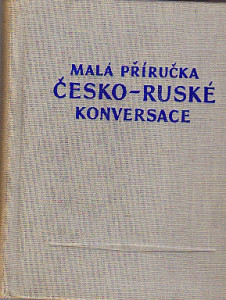 MALÁ PŘÍRUČKA
ČESKO-RUSKÉ
KONVERSACE